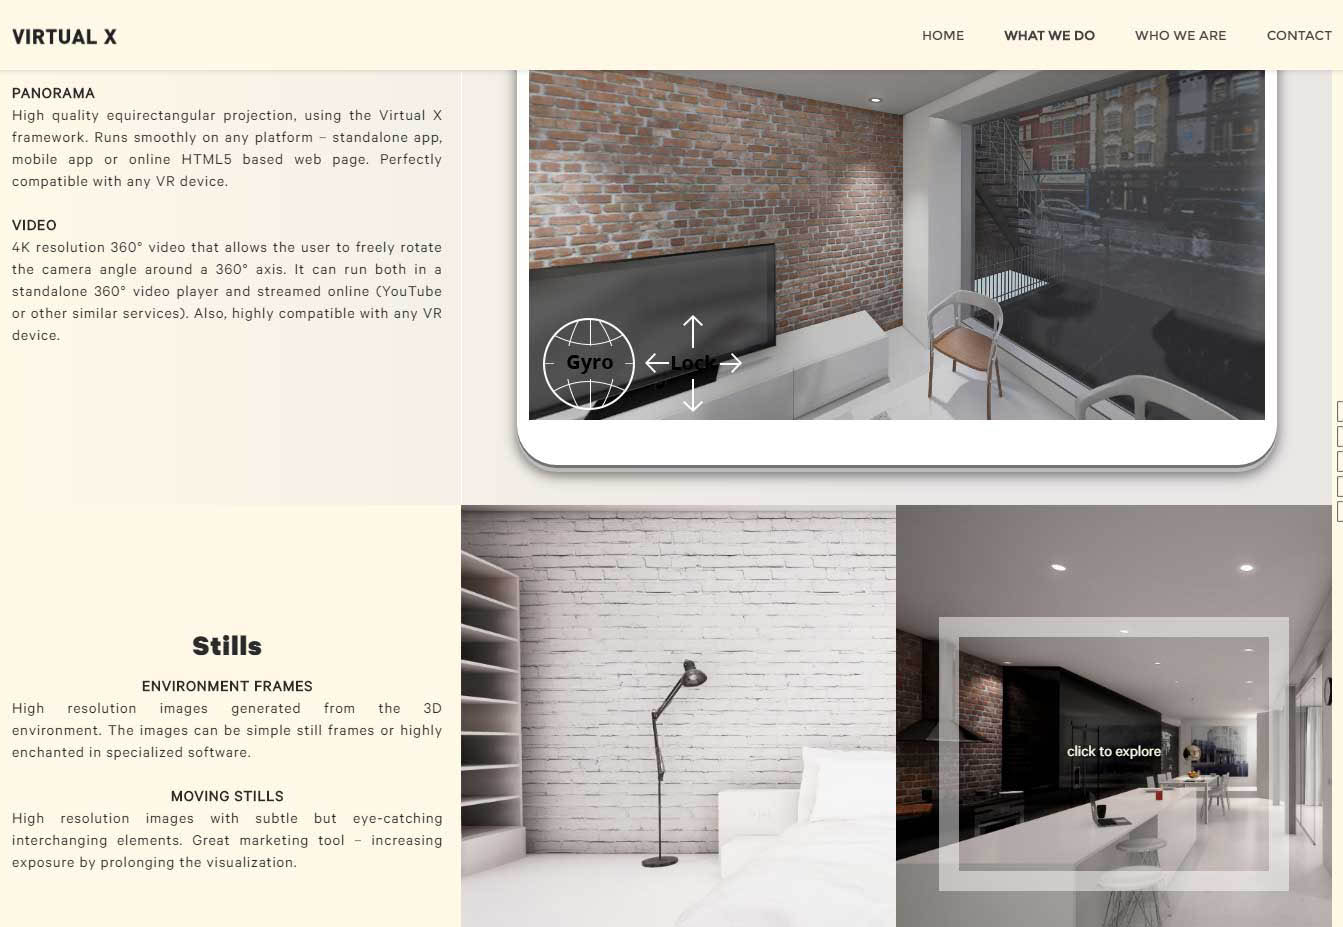 VIRTUAL X
HOME
WHAT WE DO
WHO WE ARE
CONTACT
PANORAMA
High quality equirectangular projection, using the Virtual X
framework. Runs smoothly on any platform – standalone app,
mobile app or online HTML5 based web page. Perfectly
compatible with any VR device.
VIDEO
4K resolution 360° video that allows the user to freely rotate
the camera angle around a 360° axis. It can run both in a
standalone 360° video player and streamed online (YouTube
or other similar services). Also, highly compatible with any VR
device.
Gyro
Lock
Stills
ENVIRONMENT FRAMES
High resolution images generated from the 3D
environment. The images can be simple still frames or highly
enchanted in specialized software.
MOVING STILLS
High resolution images with subtle but eye-catching
interchanging elements. Great marketing tool – increasing
exposure by prolonging the visualization.
click to explore